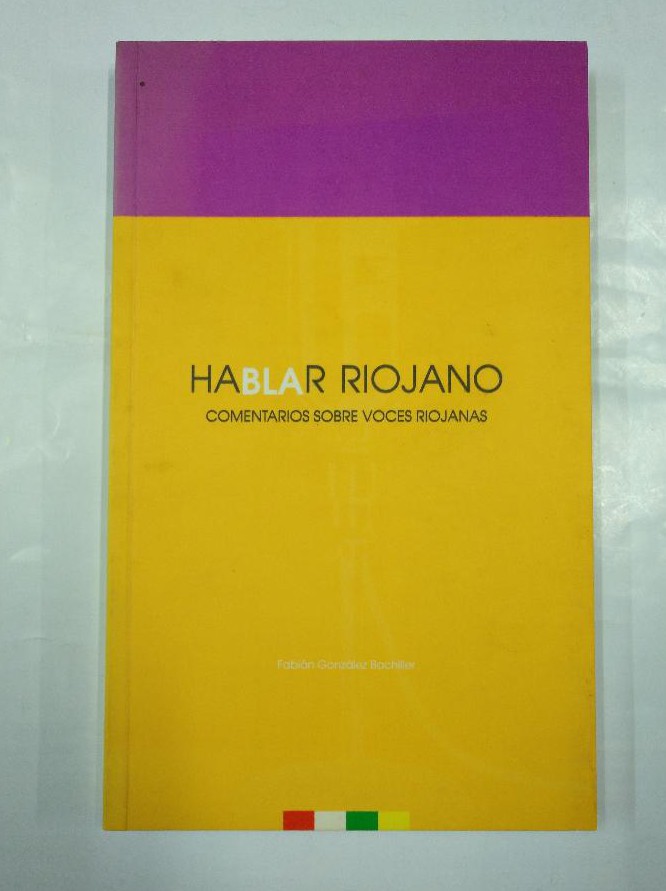 HABLAR RIOJANO
COMENTARIOS SOBRE VOCES RIOJANAS
Fabián González Bachiller